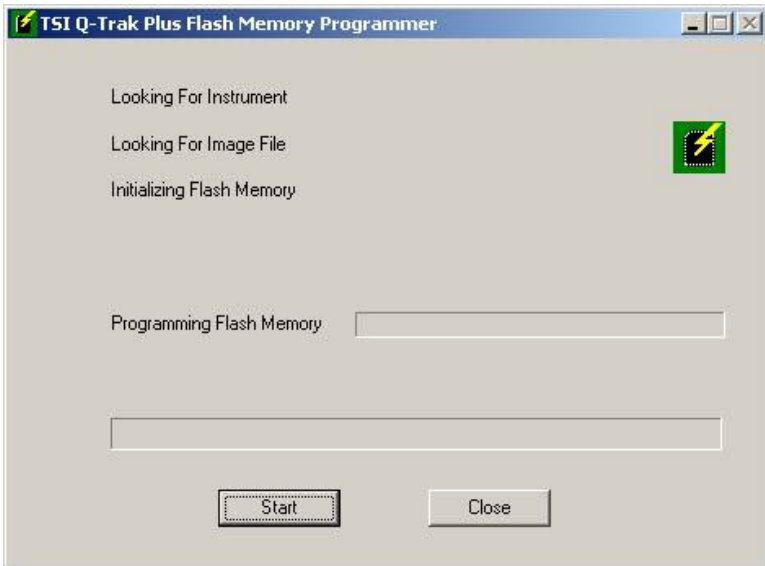 TSI Q-Trak Plus Flash Memory Programmer
Looking For Instrument
Looking For Image File
Initializing Flash Memory
Programming Flash Memory
Start
Close